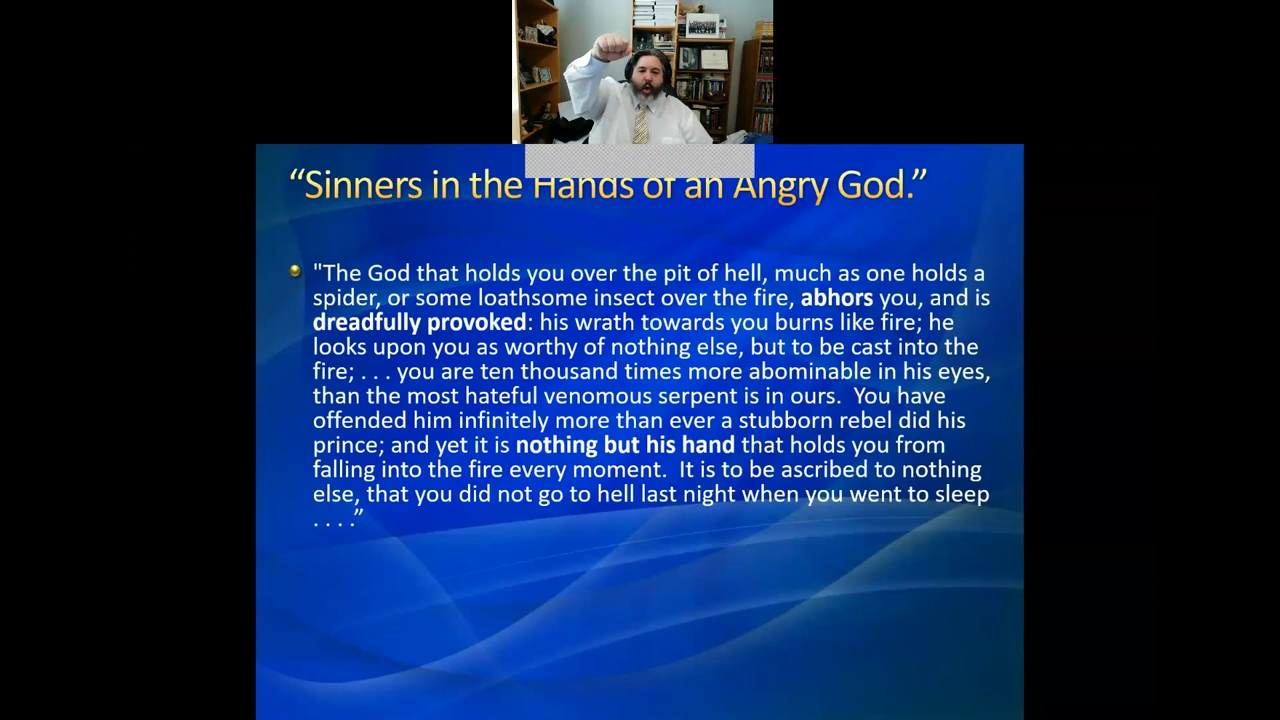 “Sinners in the Hands of an Angry God.”
"The God that holds you over the pit of hell, much as one holds a
spider, or some loathsome insect over the fire, abhors you, and is
dreadfully provoked: his wrath towards you burns like fire; he
looks upon you as worthy of nothing else, but to be cast into the
fire; . . . you are ten thousand times more abominable in his eyes,
than the most hateful venomous serpent is in ours.  You have
offended him infinitely more than ever a stubborn rebel did his
prince; and yet it is nothing but his hand that holds you from
falling into the fire every moment.  It is to be ascribed to nothing
else, that you did not go to hell last night when you went to sleep
. . . .”